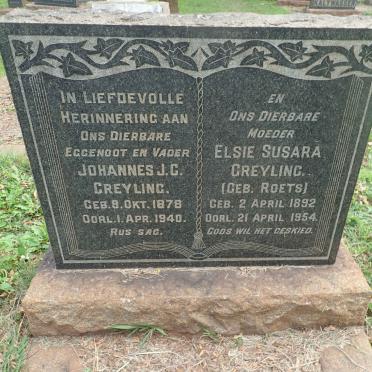 In Liefdevolle
Herinnering aan
Ons Dierbare
Eggenoot en Vader
Johannes J.C.
Greyling.
Geb. 9. Okt. 1878
Oorl. 1. Apr. 1940.
Rus sag.
en
Ons Dierbare
Moeder
Elsie Susara
Greyling.
(Geb. Roets)
Geb. 2 April 1892
Oorl. 21 April 1954.
Gods wil het geskied.